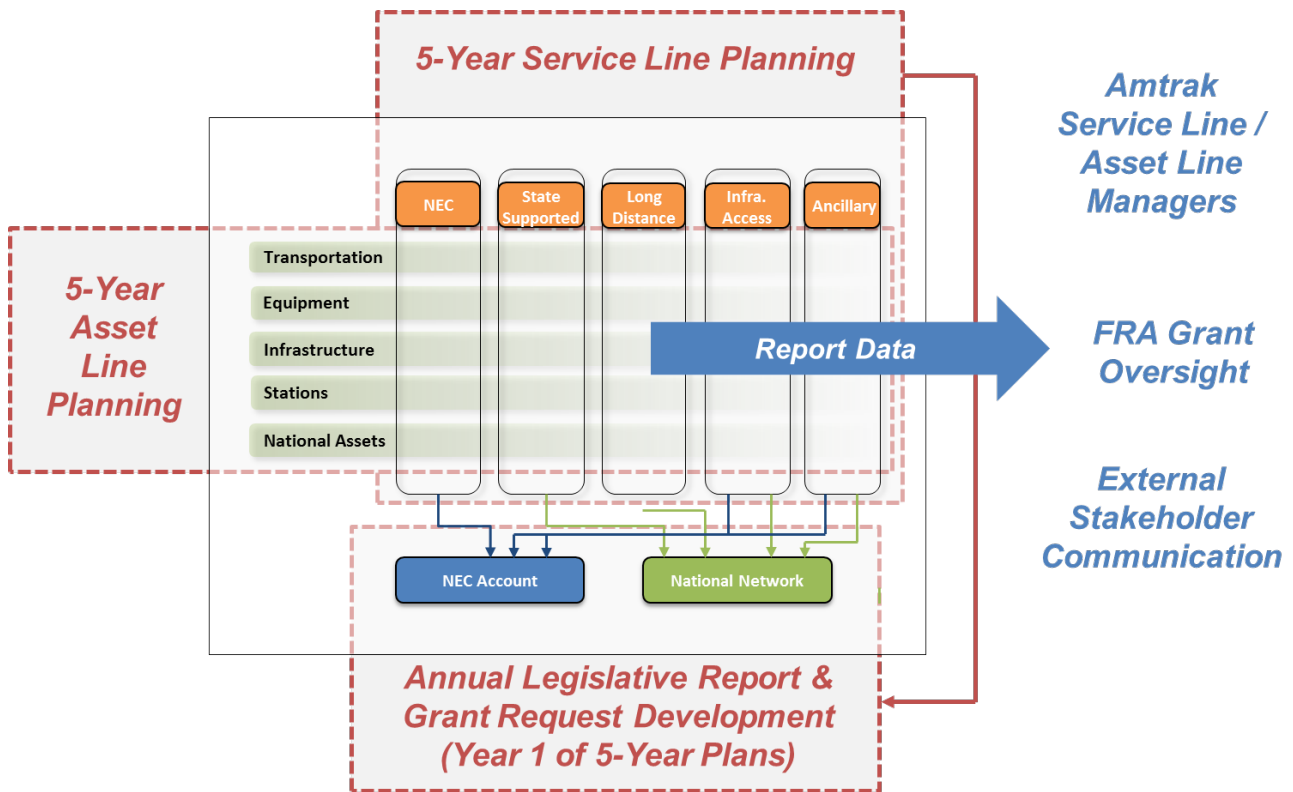 5-Year Service Line Planning
Amtrak
Service Line /
Asset Line
Managers
NEC
State
Supported
Long
Distance
Infra.
Access
Ancillary
5-Year
Asset
Line
Planning
Transportation
Equipment
Infrastructure
Stations
National Assets
Report Data
FRA Grant
Oversight
External
Stakeholder
Communication
NEC Account
National Network
Annual Legislative Report &
Grant Request Development
(Year 1 of 5-Year Plans)